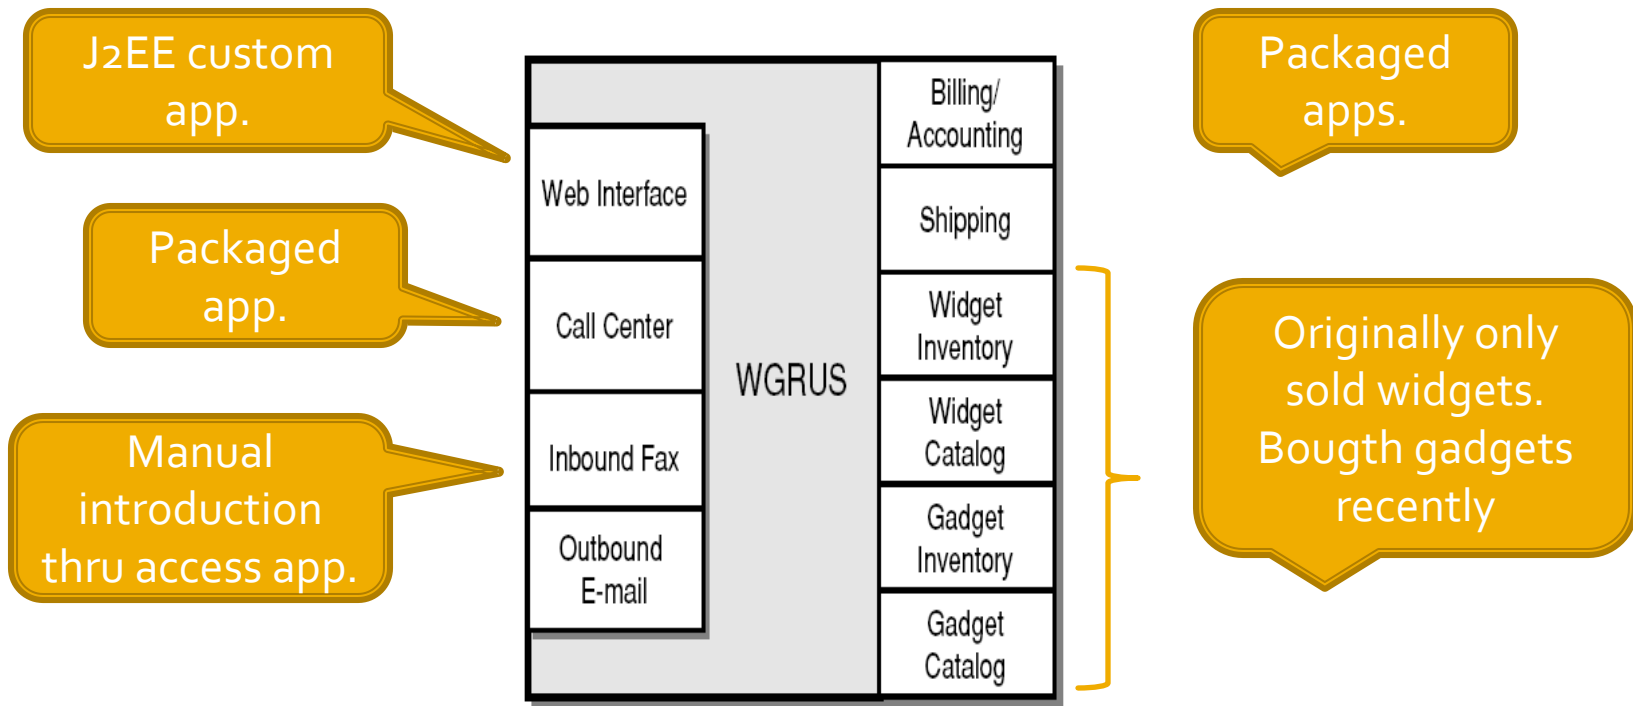 J2EE custom
app.
Packaged
app.
Manual
introduction
thru access app.
Web Interface
Call Center
Inbound Fax
Outbound
E-mail
WGRUS
Billing/
Accounting
Shipping
Widget
Inventory
Widget
Catalog
Gadget
Inventory
Gadget
Catalog
Packaged
apps.
Originally only
sold widgets.
Bougth gadgets
recently